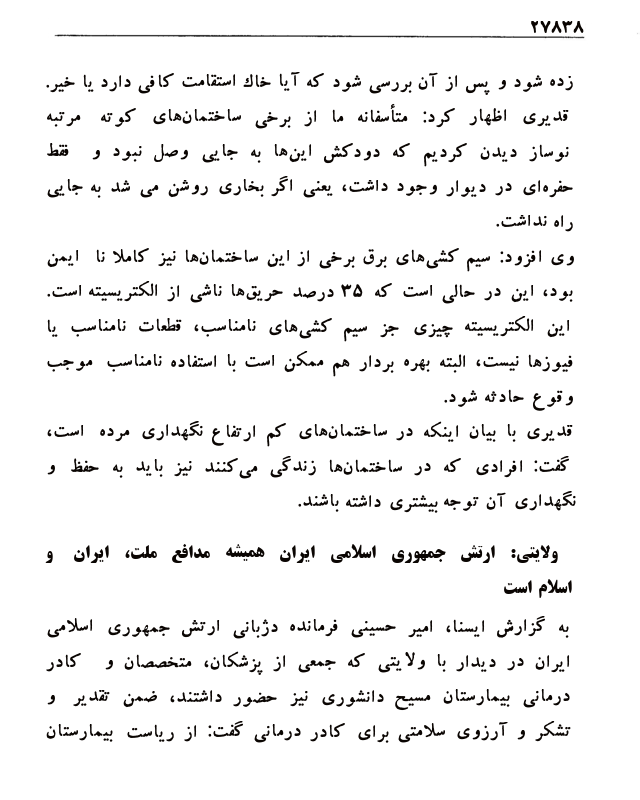 ۲۷۸۳۸
زده شود و پس از آن بررسی شود که آیا خاك استقامت کافی دارد یا خیر.
قدیری اظهار کرد: متأسفانه ما از برخی ساختمان‌های کوته مرتبه
نوساز دیدن کردیم که دودکش این‌ها به جایی وصل نبود و فقط
حفره‌ای در دیوار وجود داشت، یعنی اگر بخاری روشن می شد به جایی
راه نداشت.
وی افزود: سیم کشی‌های برق برخی از این ساختمان‌ها نیز کاملا نا ایمن
بود، این در حالی است که ۳۵ درصد حریق‌ها ناشی از الکتریسیته است.
این الکتریسیته چیزی جز سیم کشی‌های نامناسب، قطعات نامناسب یا
فیوزها نیست، البته بهره بردار هم ممکن است با استفاده نامناسب موجب
وقوع حادثه شود.
قدیری با بیان اینکه در ساختمان‌های کم ارتفاع نگهداری مرده است،
گفت: افرادی که در ساختمان‌ها زندگی می‌کنند نیز باید به حفظ و
نگهداری آن توجه بیشتری داشته باشند.
ولایتی: ارتش جمهوری اسلامی ایران همیشه مدافع ملت، ایران و
اسلام است
به گزارش ایسنا، امیر حسینی فرمانده دژبانی ارتش جمهوری اسلامی
ایران در دیدار با ولایتی که جمعی از پزشکان، متخصصان و کادر
درمانی بیمارستان مسیح دانشوری نیز حضور داشتند، ضمن تقدیر و
تشکر و آرزوی سلامتی برای کادر درمانی گفت: از ریاست بیمارستان